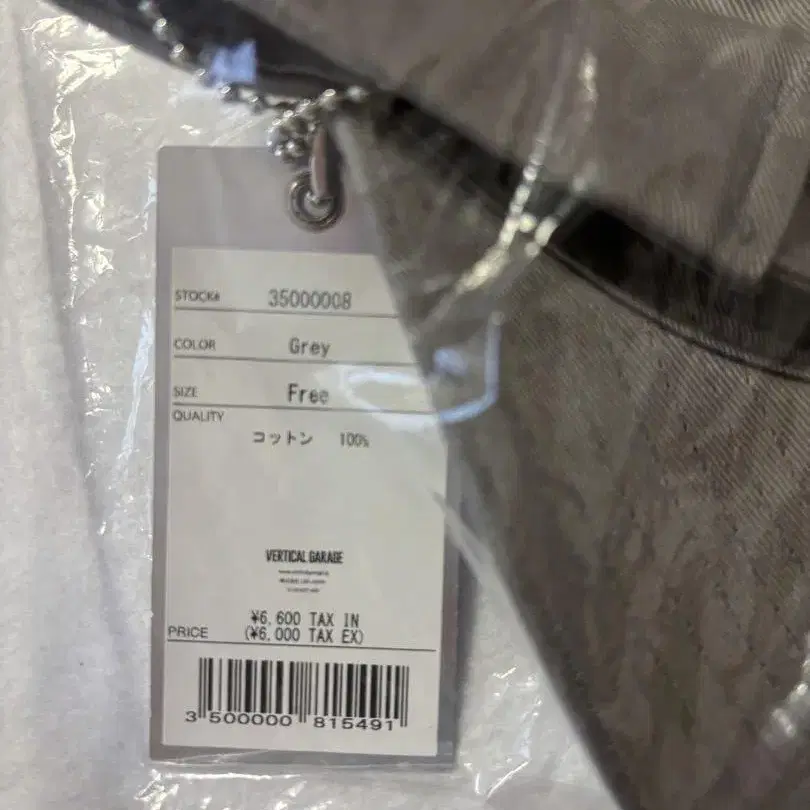 STOCK# 35000008
COLOR Grey
SIZE Free
QUALITY
コットン 100%
VERTICAL GARAGE
¥6,600 TAX IN
PRICE (¥6,000 TAX EX)
3 500000 815491